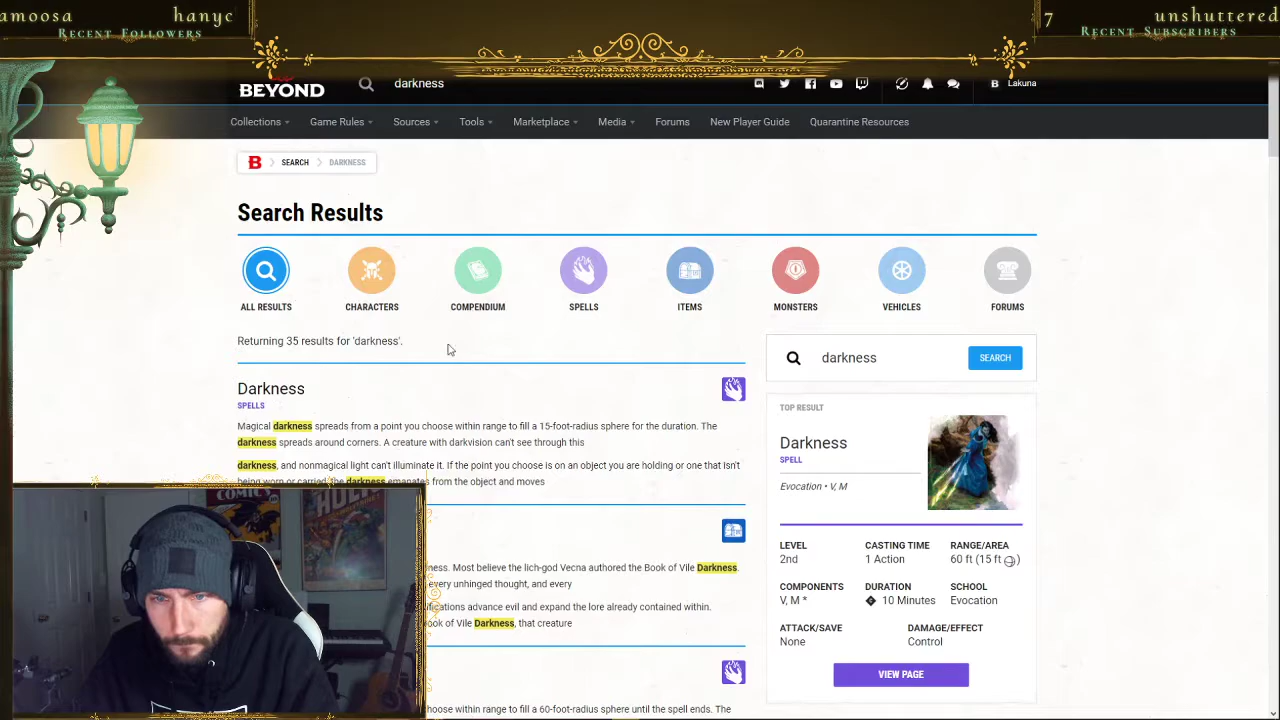 amoosa hanyc
RECENT FOLLOWERS
7 unshuttered
RECENT SUBSCRIBERS
BEYOND
darkness
Lakuna
Collections Game Rules Sources Tools Marketplace Media Forums New Player Guide Quarantine Resources
B SEARCH DARKNESS
Search Results
ALL RESULTS CHARACTERS COMPENDIUM SPELLS ITEMS MONSTERS VEHICLES FORUMS
Returning 35 results for 'darkness'.
Darkness
SPELLS
Magical darkness spreads from a point you choose within range to fill a 15-foot-radius sphere for the duration. The
darkness spreads around corners. A creature with darkvision can't see through this
darkness, and nonmagical light can't illuminate it. If the point you choose is on an object you are holding or one that isn't
being worn or carried, the darkness emanates from the object and moves
ness. Most believe the lich-god Vecna authored the Book of Vile Darkness.
every unhinged thought, and every
ifications advance evil and expand the lore already contained within.
ook of Vile Darkness, that creature
hoose within range to fill a 60-foot-radius sphere until the spell ends. The
darkness SEARCH
TOP RESULT
Darkness
SPELL
Evocation • V, M
LEVEL CASTING TIME RANGE/AREA
2nd 1 Action 60 ft (15 ft )
COMPONENTS DURATION SCHOOL
V, M * 10 Minutes Evocation
ATTACK/SAVE DAMAGE/EFFECT
None Control
VIEW PAGE
COMICS